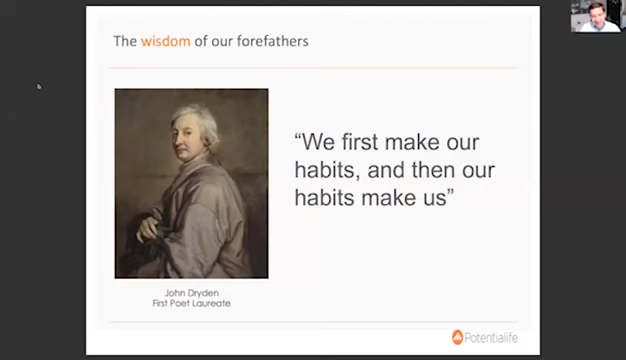 The wisdom of our forefathers
“We first make our
habits, and then our
habits make us”
John Dryden
First Poet Laureate
Potentialife